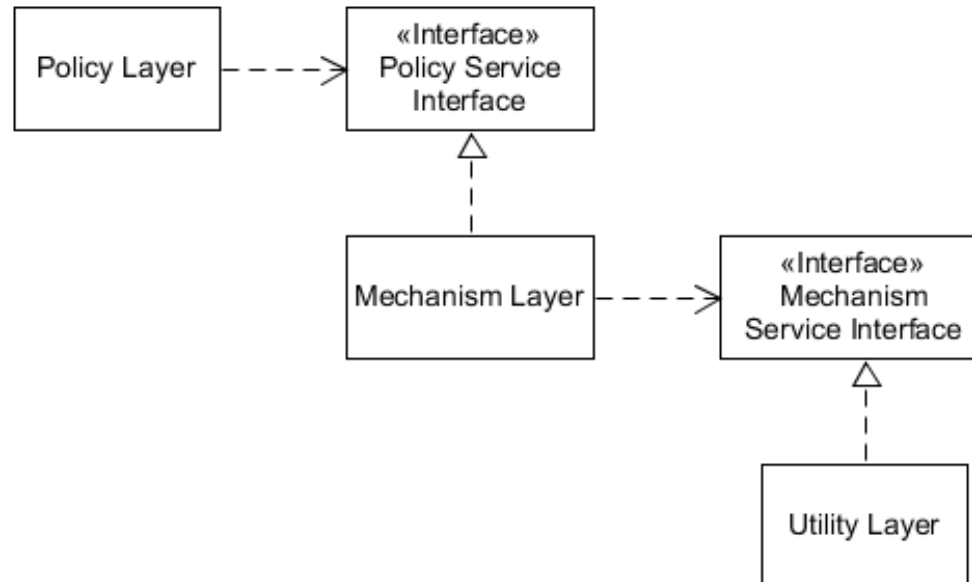 Policy Layer
«Interface»
Policy Service
Interface
Mechanism Layer
«Interface»
Mechanism
Service Interface
Utility Layer